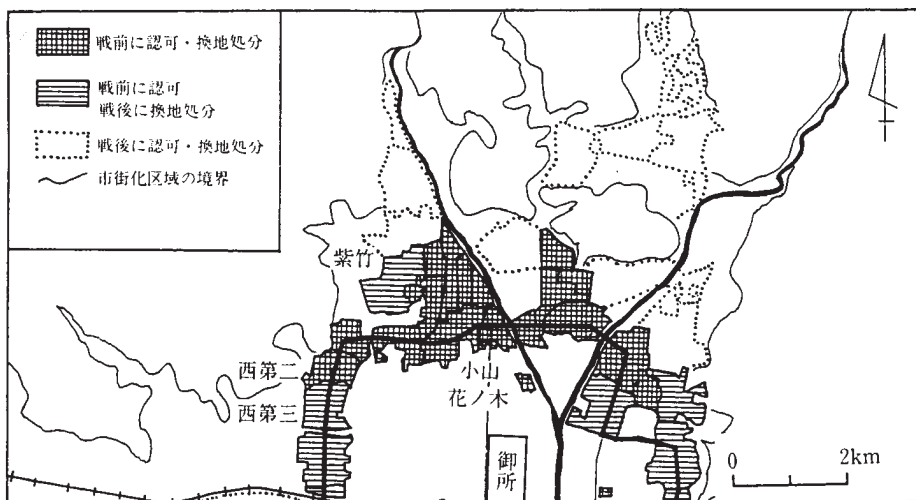 戦前に認可・換地処分
戦前に認可
戦後に換地処分
戦後に認可・換地処分
市街化区域の境界
紫竹
西第二
小山
花ノ木
西第三
御所
0 2km